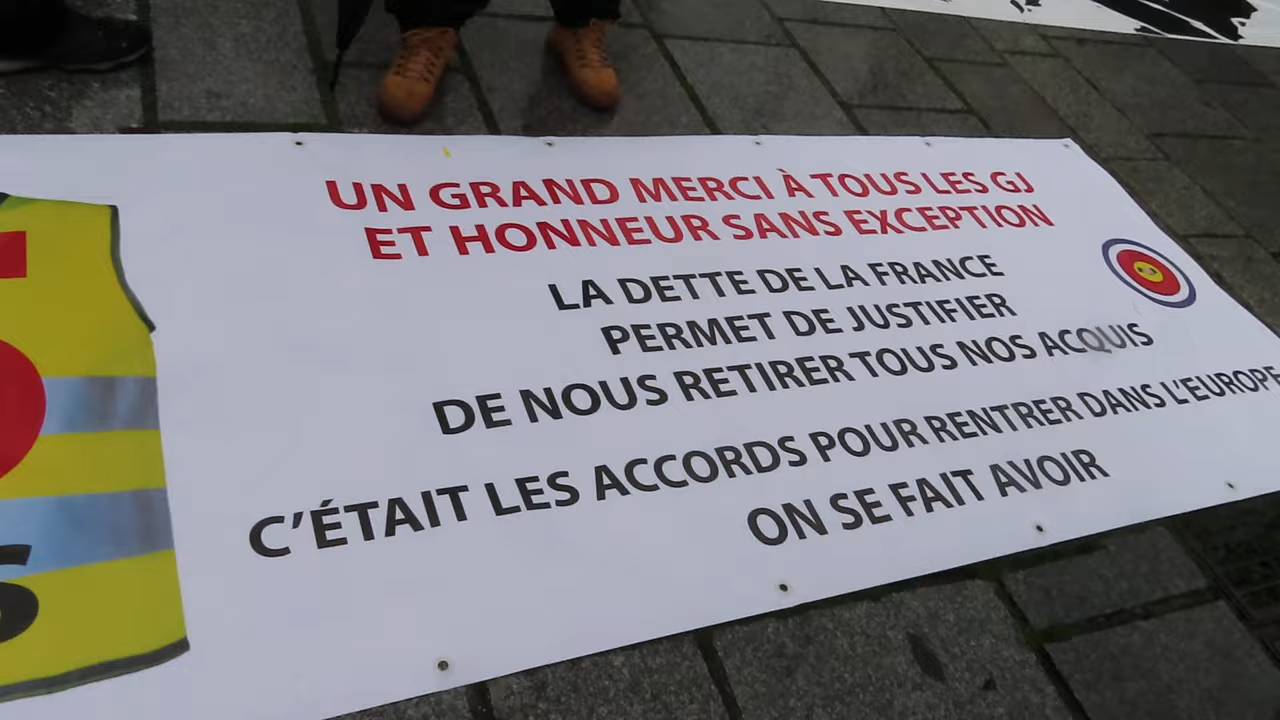 UN GRAND MERCI À TOUS LES GJ
ET HONNEUR SANS EXCEPTION
LA DETTE DE LA FRANCE
PERMET DE JUSTIFIER
DE NOUS RETIRER TOUS NOS ACQUIS
C'ÉTAIT LES ACCORDS POUR RENTRER DANS L'EUROPE
ON SE FAIT AVOIR